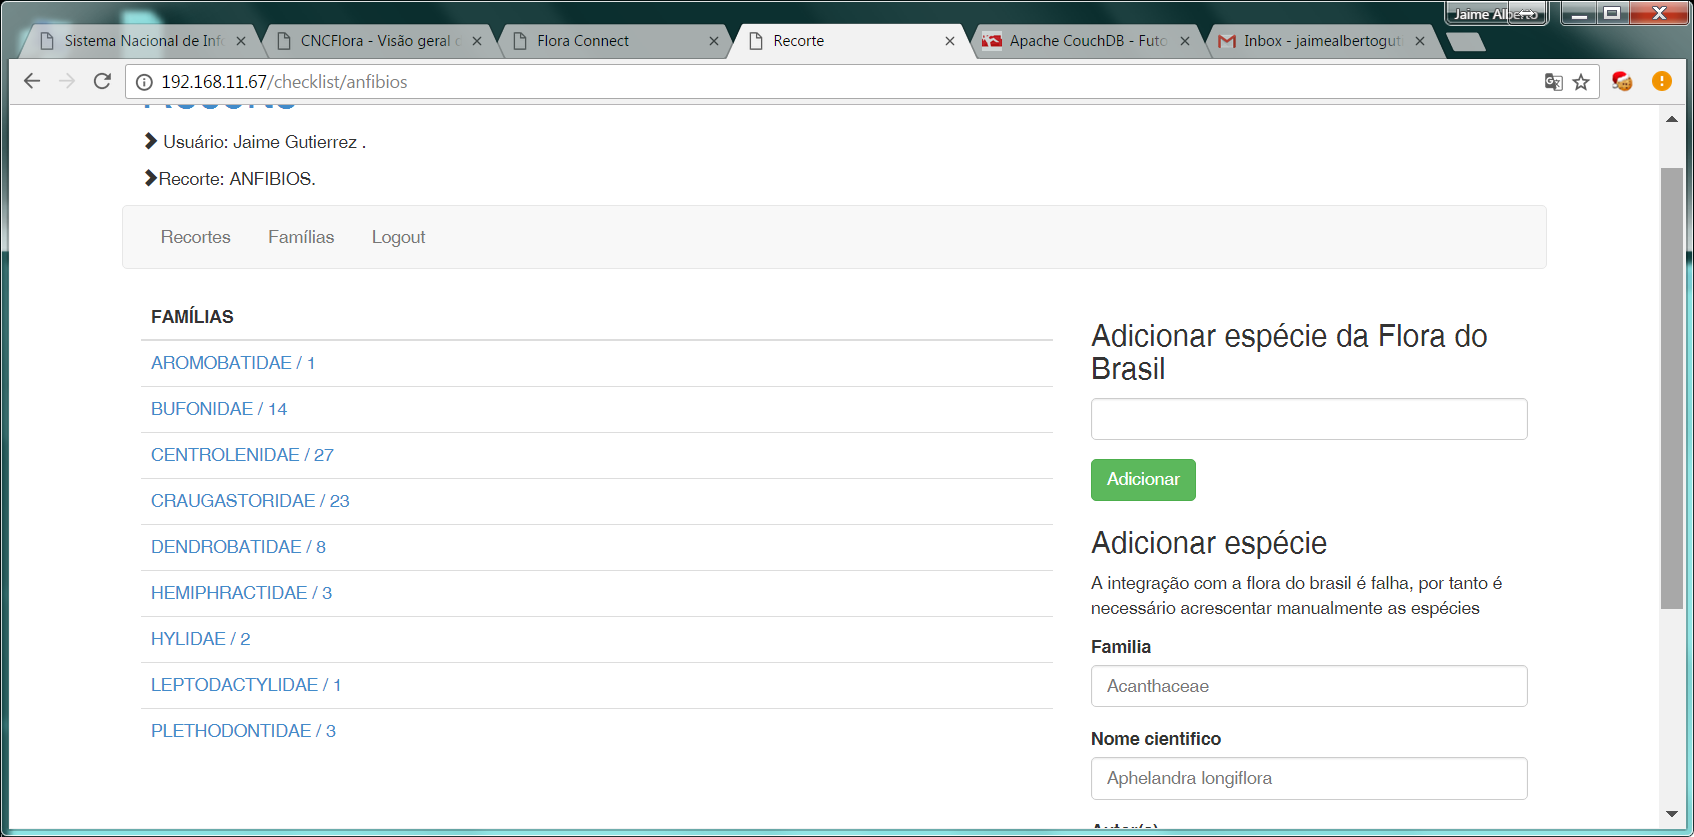 Jaime Alberto
Sistema Nacional de Info
CNCFlora - Visão geral d
Flora Connect
Recorte
Apache CouchDB - Futo
Inbox - jaimealbertoguti
192.168.11.67/checklist/anfibios
Recorte
Usuário: Jaime Gutierrez .
Recorte: ANFIBIOS.
Recortes Famílias Logout
FAMÍLIAS
AROMOBATIDAE / 1
BUFONIDAE / 14
CENTROLENIDAE / 27
CRAUGASTORIDAE / 23
DENDROBATIDAE / 8
HEMIPHRACTIDAE / 3
HYLIDAE / 2
LEPTODACTYLIDAE / 1
PLETHODONTIDAE / 3
Adicionar espécie da Flora do
Brasil
Adicionar
Adicionar espécie
A integração com a flora do brasil é falha, por tanto é
necessário acrescentar manualmente as espécies
Familia
Acanthaceae
Nome cientifico
Aphelandra longiflora
Autor(s)